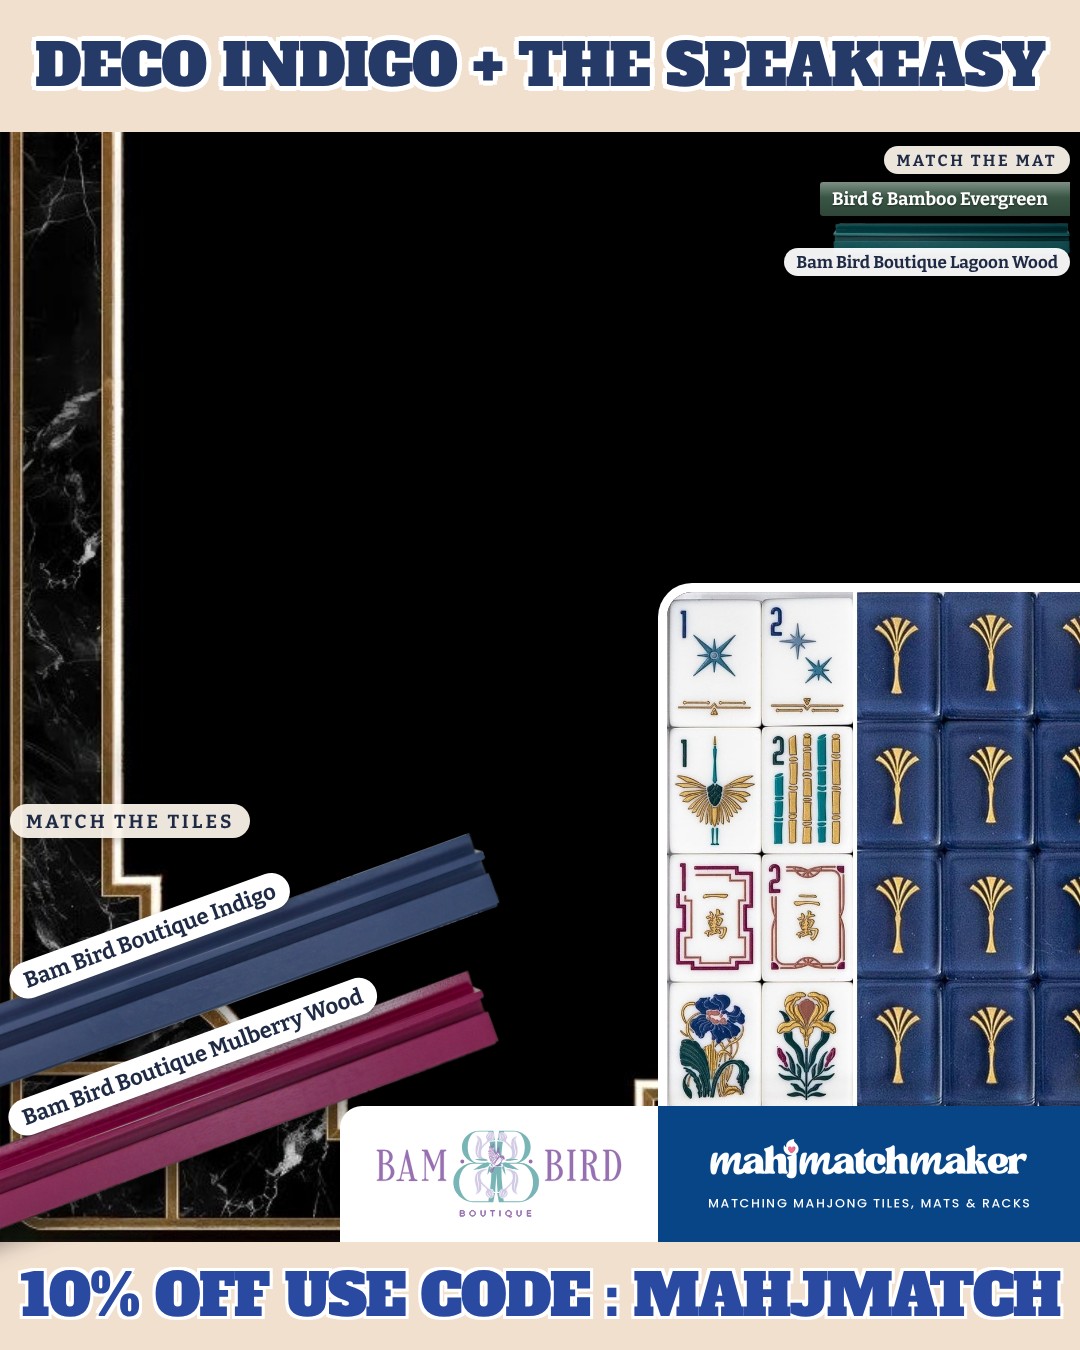 DECO INDIGO + THE SPEAKEASY
MATCH THE MAT
Bird & Bamboo Evergreen
Bam Bird Boutique Lagoon Wood
1 2
1 2
1 2
一萬 二萬
MATCH THE TILES
Bam Bird Boutique Indigo
Bam Bird Boutique Mulberry Wood
BAM BIRD
BOUTIQUE
mahjmatchmaker
MATCHING MAHJONG TILES, MATS & RACKS
10% OFF USE CODE : MAHJMATCH